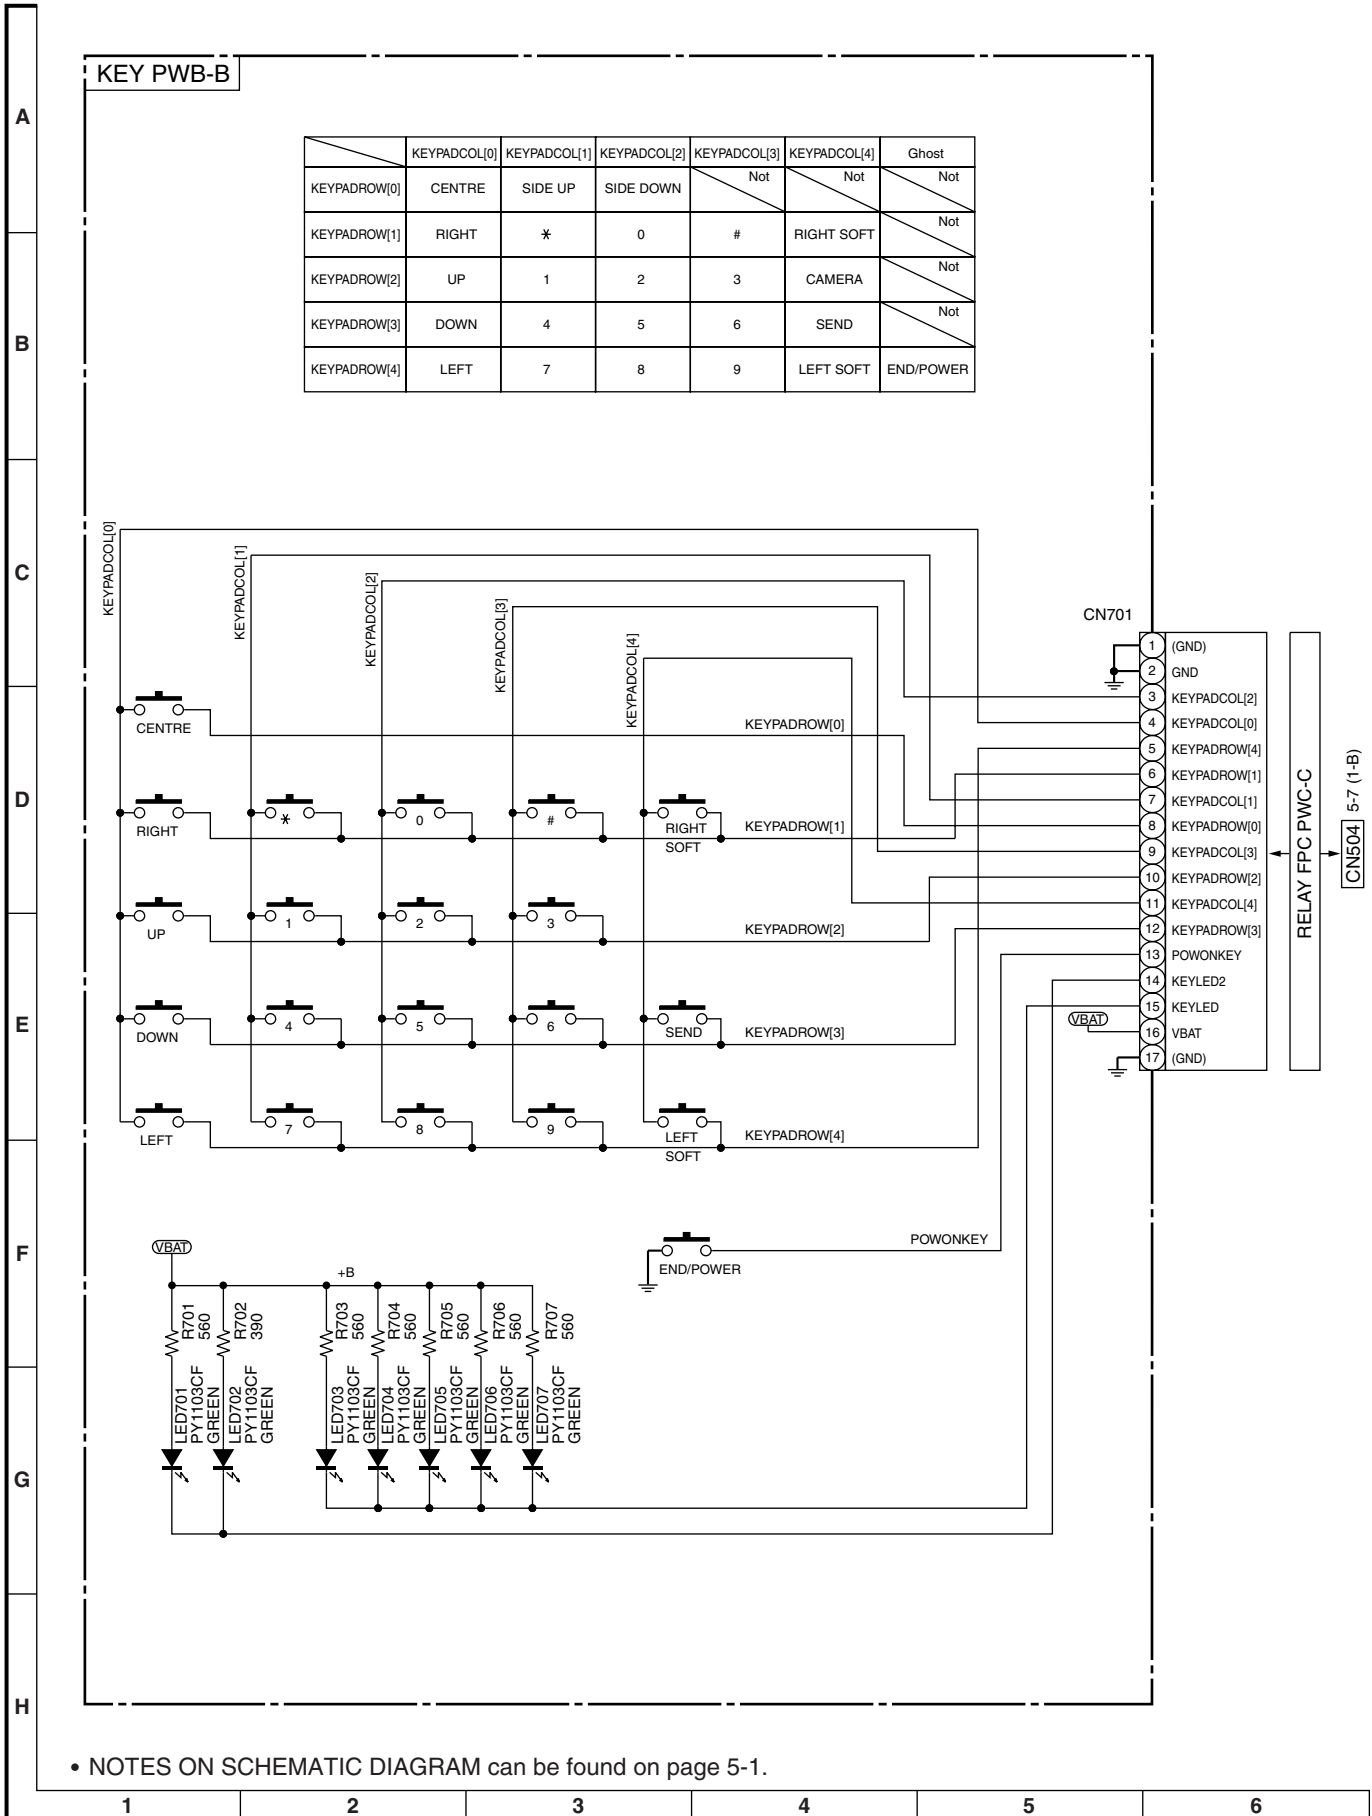 KEY PWB-B
A
B
C
D
E
F
G
H
KEYPADCOL[0] KEYPADCOL[1] KEYPADCOL[2] KEYPADCOL[3] KEYPADCOL[4] Ghost
KEYPADROW[0] CENTRE SIDE UP SIDE DOWN Not Not Not
KEYPADROW[1] RIGHT * 0 # RIGHT SOFT Not
KEYPADROW[2] UP 1 2 3 CAMERA Not
KEYPADROW[3] DOWN 4 5 6 SEND Not
KEYPADROW[4] LEFT 7 8 9 LEFT SOFT END/POWER
KEYPADCOL[0]
KEYPADCOL[1]
KEYPADCOL[2]
KEYPADCOL[3]
KEYPADCOL[4]
CENTRE
KEYPADROW[0]
RIGHT * 0 # RIGHT SOFT
KEYPADROW[1]
UP 1 2 3
KEYPADROW[2]
DOWN 4 5 6 SEND
KEYPADROW[3]
LEFT 7 8 9 LEFT SOFT
KEYPADROW[4]
CN701
1 (GND)
2 GND
3 KEYPADCOL[2]
4 KEYPADCOL[0]
5 KEYPADROW[4]
6 KEYPADROW[1]
7 KEYPADCOL[1]
8 KEYPADROW[0]
9 KEYPADCOL[3]
10 KEYPADROW[2]
11 KEYPADCOL[4]
12 KEYPADROW[3]
13 POWONKEY
14 KEYLED2
15 KEYLED
16 VBAT
17 (GND)
VBAT
RELAY FPC PWC-C
CN504 5-7 (1-B)
END/POWER
POWONKEY
VBAT
+B
R701
560
R702
390
R703
560
R704
560
R705
560
R706
560
R707
560
LED701
PY1103CF
GREEN
LED702
PY1103CF
GREEN
LED703
PY1103CF
GREEN
LED704
PY1103CF
GREEN
LED705
PY1103CF
GREEN
LED706
PY1103CF
GREEN
LED707
PY1103CF
GREEN
• NOTES ON SCHEMATIC DIAGRAM can be found on page 5-1.
1 2 3 4 5 6